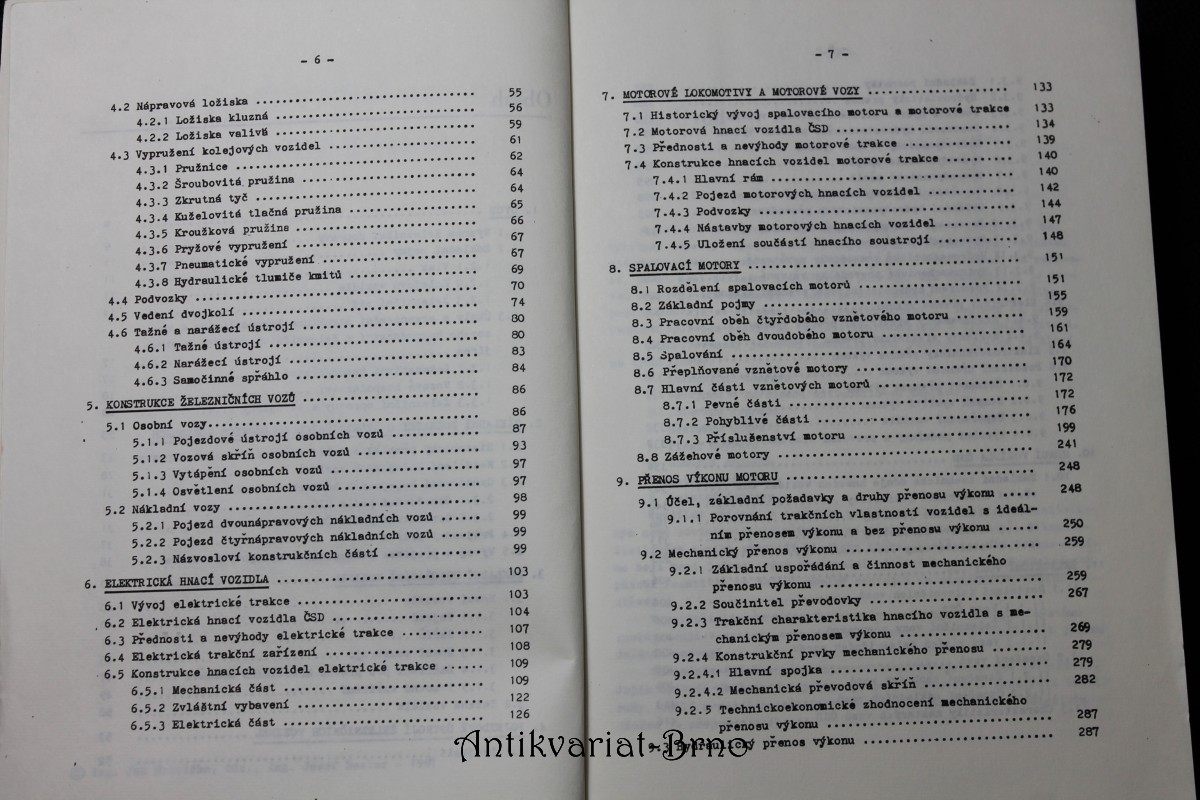 - 6 -
4.2 Nápravová ložiska ................................ 55
4.2.1 Ložiska kluzná ............................. 56
4.2.2 Ložiska valivá ............................. 59
4.3 Vypružení kolejových vozidel ..................... 61
4.3.1 Pružnice ................................... 62
4.3.2 Šroubovitá pružina ......................... 64
4.3.3 Zkrutná tyč ................................ 64
4.3.4 Kuželovitá tlačná pružina .................. 65
4.3.5 Kroužková pružina .......................... 66
4.3.6 Pryžové vypružení .......................... 67
4.3.7 Pneumatické vypružení ...................... 67
4.3.8 Hydraulické tlumiče kmitů .................. 69
4.4 Podvozky ......................................... 70
4.5 Vedení dvojkolí .................................. 74
4.6 Tažné a narážecí ústrojí ......................... 80
4.6.1 Tažné ústrojí .............................. 80
4.6.2 Narážecí ústrojí ........................... 83
4.6.3 Samočinné spřáhlo .......................... 84
5. KONSTRUKCE ŽELEZNIČNÍCH VOZŮ ...................... 86
5.1 Osobní vozy....................................... 86
5.1.1 Pojezdové ústrojí osobních vozů ............ 87
5.1.2 Vozová skříň osobních vozů ................. 93
5.1.3 Vytápění osobních vozů ..................... 97
5.1.4 Osvětlení osobních vozů .................... 97
5.2 Nákladní vozy .................................... 98
5.2.1 Pojezd dvounápravových nákladních vozů ...... 99
5.2.2 Pojezd čtyřnápravových nákladních vozů ...... 99
5.2.3 Názvosloví konstrukčních částí ............. 99
6. ELEKTRICKÁ HNACÍ VOZIDLA .......................... 103
6.1 Vývoj elektrické trakce .......................... 103
6.2 Elektrická hnací vozidla ČSD ..................... 104
6.3 Přednosti a nevýhody elektrické trakce ........... 107
6.4 Elektrická trakční zařízení ...................... 108
6.5 Konstrukce hnacích vozidel elektrické trakce ...... 109
6.5.1 Mechanická část ............................ 109
6.5.2 Zvláštní vybavení .......................... 122
6.5.3 Elektrická část ............................ 126
- 7 -
7. MOTOROVÉ LOKOMOTIVY A MOTOROVÉ VOZY ............... 133
7.1 Historický vývoj spalovacího motoru a motorové trakce 133
7.2 Motorová hnací vozidla ČSD ....................... 134
7.3 Přednosti a nevýhody motorové trakce ............. 139
7.4 Konstrukce hnacích vozidel motorové trakce ....... 140
7.4.1 Hlavní rám ................................. 140
7.4.2 Pojezd motorových hnacích vozidel .......... 142
7.4.3 Podvozky ................................... 144
7.4.4 Nástavby motorových hnacích vozidel ........ 147
7.4.5 Uložení součástí hnacího soustrojí ......... 148
8. SPALOVACÍ MOTORY .................................. 151
8.1 Rozdělení spalovacích motorů ..................... 151
8.2 Základní pojmy ................................... 155
8.3 Pracovní oběh čtyřdobého vznětového motoru ....... 159
8.4 Pracovní oběh dvoudobého motoru .................. 161
8.5 Spalování ........................................ 164
8.6 Přeplňované vznětové motory ...................... 170
8.7 Hlavní části vznětových motorů ................... 172
8.7.1 Pevné části ................................ 172
8.7.2 Pohyblivé části ............................ 176
8.7.3 Příslušenství motoru ....................... 199
8.8 Zážehové motory .................................. 241
9. PŘENOS VÝKONU MOTORU .............................. 248
9.1 Účel, základní požadavky a druhy přenosu výkonu ..... 248
9.1.1 Porovnání trakčních vlastností vozidel s ideál-
ním přenosem výkonu a bez přenosu výkonu ..... 250
9.2 Mechanický přenos výkonu ......................... 259
9.2.1 Základní uspořádání a činnost mechanického
přenosu výkonu ............................. 259
9.2.2 Součinitel převodovky ...................... 267
9.2.3 Trakční charakteristika hnacího vozidla s me-
chanickým přenosem výkonu .................. 269
9.2.4 Konstrukční prvky mechanického přenosu ...... 279
9.2.4.1 Hlavní spojka ............................ 279
9.2.4.2 Mechanická převodová skříň ............... 282
9.2.5 Technickoekonomické zhodnocení mechanického
přenosu výkonu ............................. 287
9.3 Hydraulický přenos výkonu ........................ 287
Antikvariat-Brno